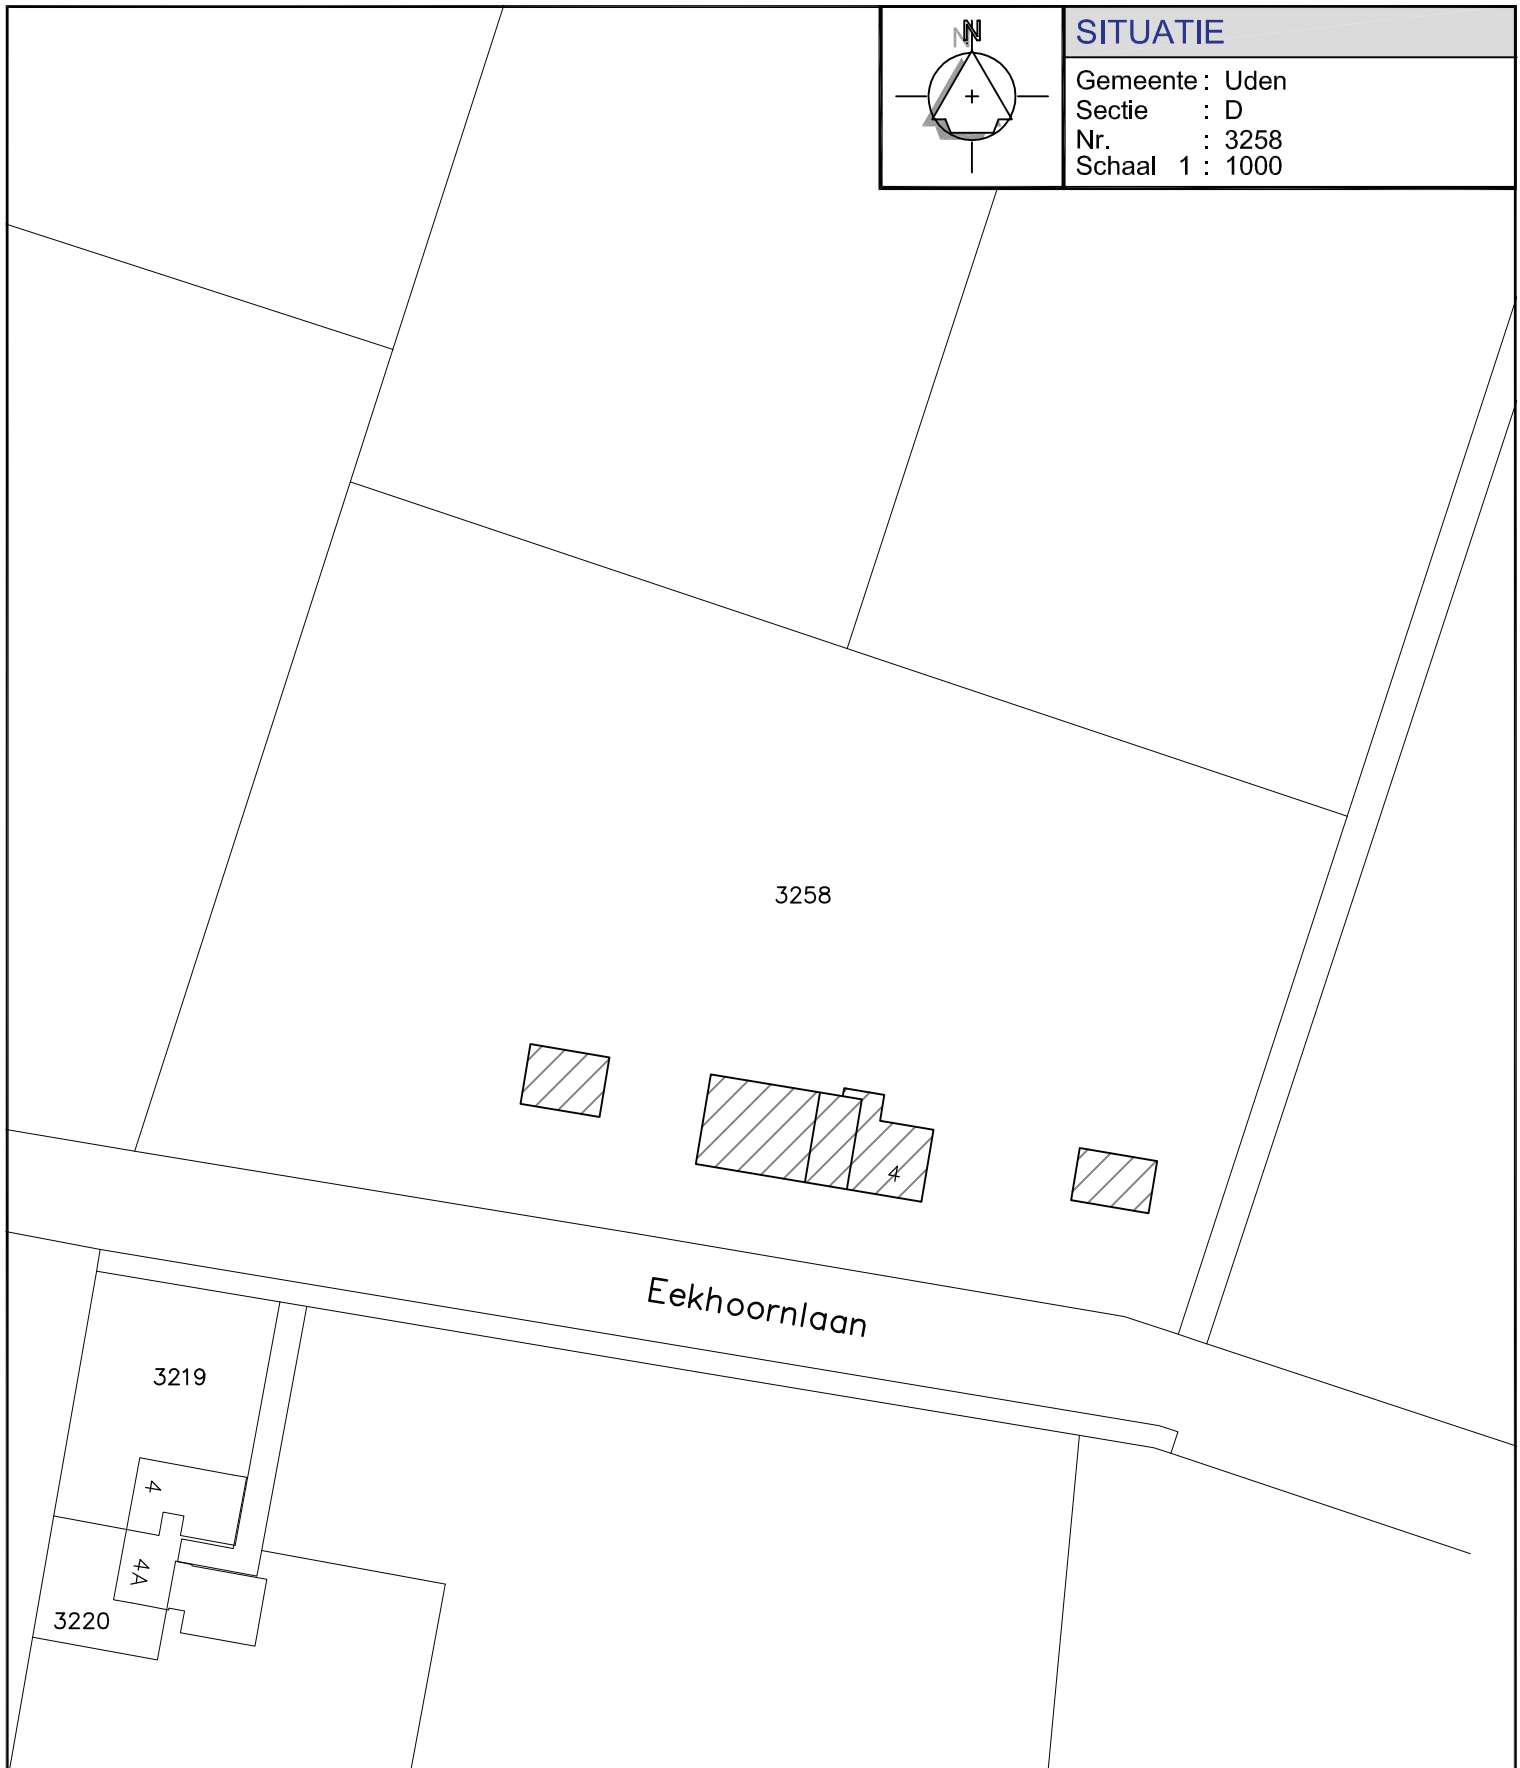 N
SITUATIE
Gemeente : Uden
Sectie : D
Nr. : 3258
Schaal 1 : 1000
3258
4
Eekhoornlaan
3219
4
4A
3220